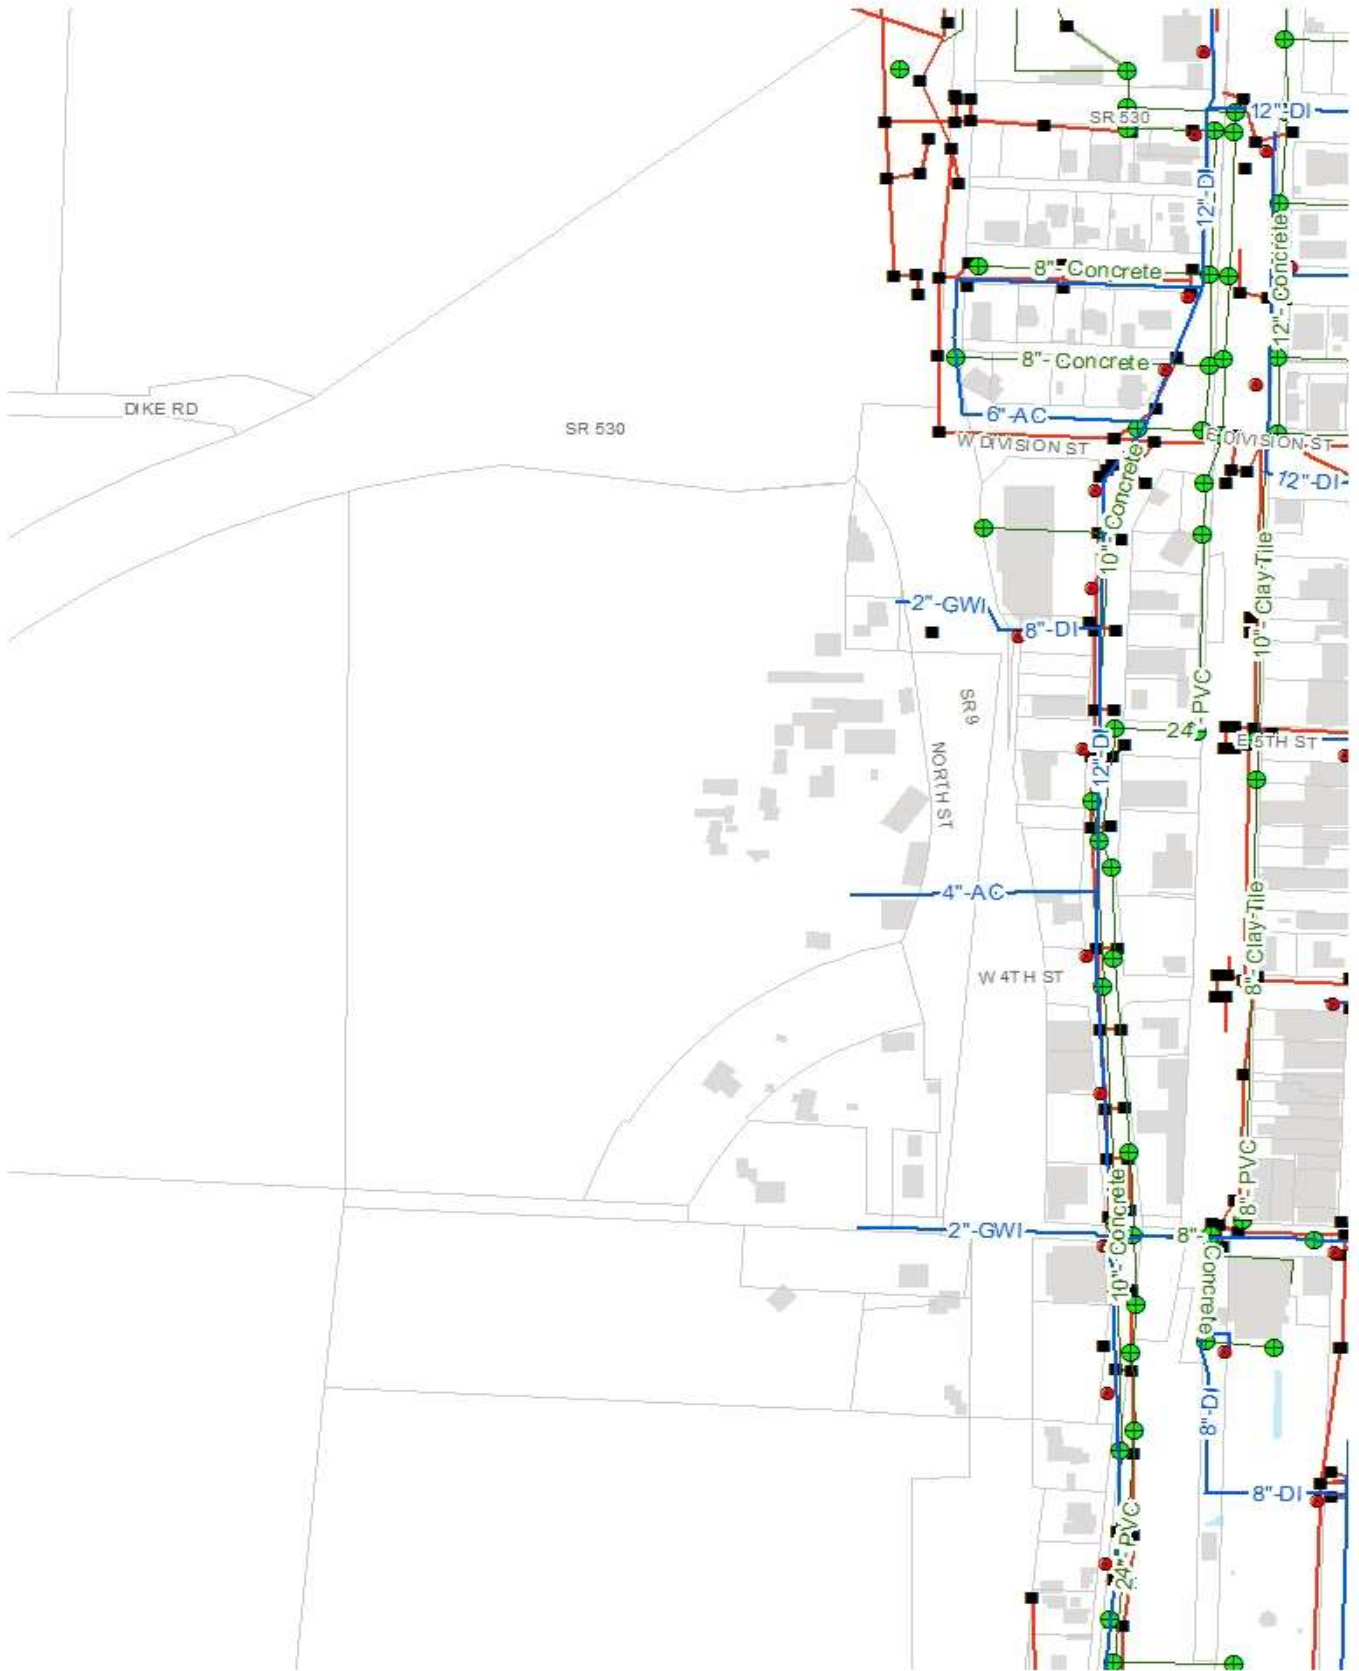 12"-DI
SR 530
12"-DI
8"-Concrete
12"-Concrete
8"-Concrete
DIKE RD
6"-AC
SR 530
W DIVISION ST
E DIVISION ST
12"-DI
10"-Concrete
10"-Clay-Tile
2"-GWI
8"-DI
SR 9
24"-PVC
E 5TH ST
12"-DI
NORTH ST
4"-AC
8"-Clay-Tile
W 4TH ST
8"-PVC
2"-GWI
8"-Concrete
10"-Concrete
8"-DI
8"-DI
24"-PVC